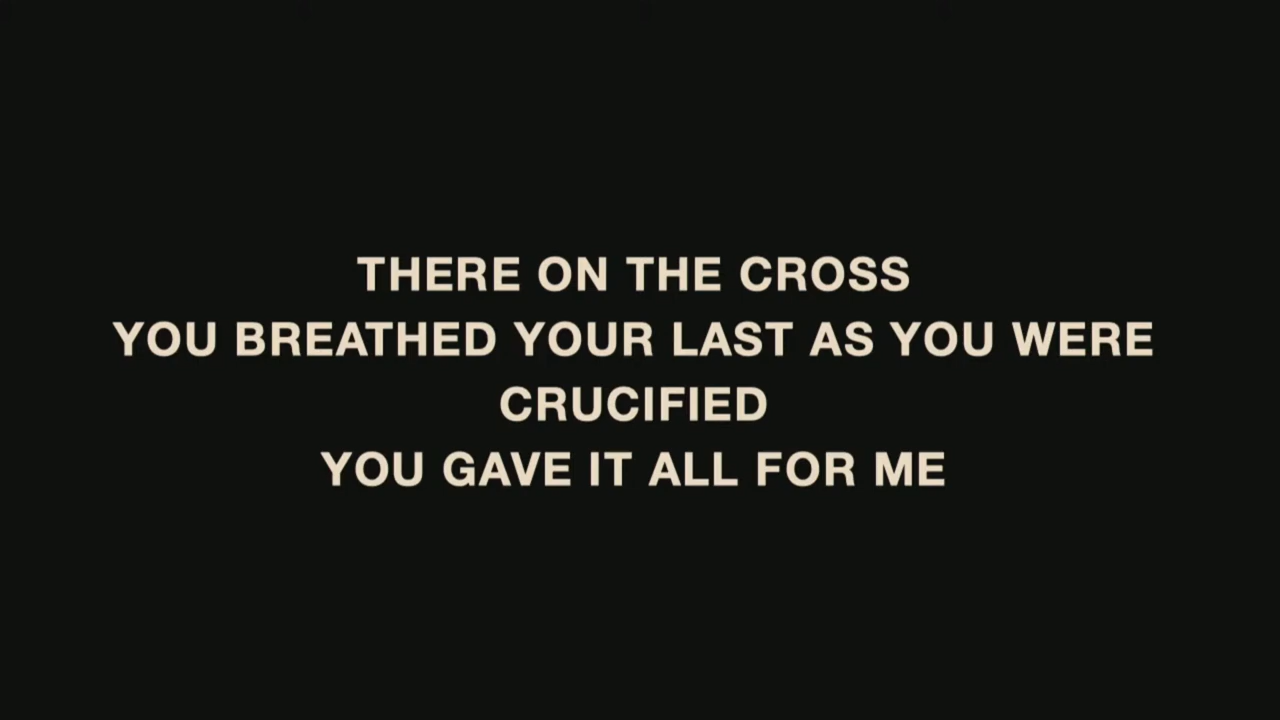 THERE ON THE CROSS
YOU BREATHED YOUR LAST AS YOU WERE
CRUCIFIED
YOU GAVE IT ALL FOR ME